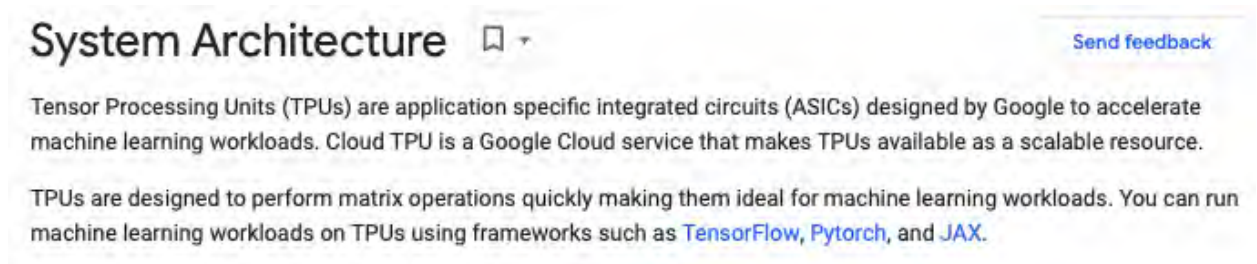 System Architecture
Send feedback
Tensor Processing Units (TPUs) are application specific integrated circuits (ASICs) designed by Google to accelerate
machine learning workloads. Cloud TPU is a Google Cloud service that makes TPUs available as a scalable resource.
TPUs are designed to perform matrix operations quickly making them ideal for machine learning workloads. You can run
machine learning workloads on TPUs using frameworks such as TensorFlow, Pytorch, and JAX.